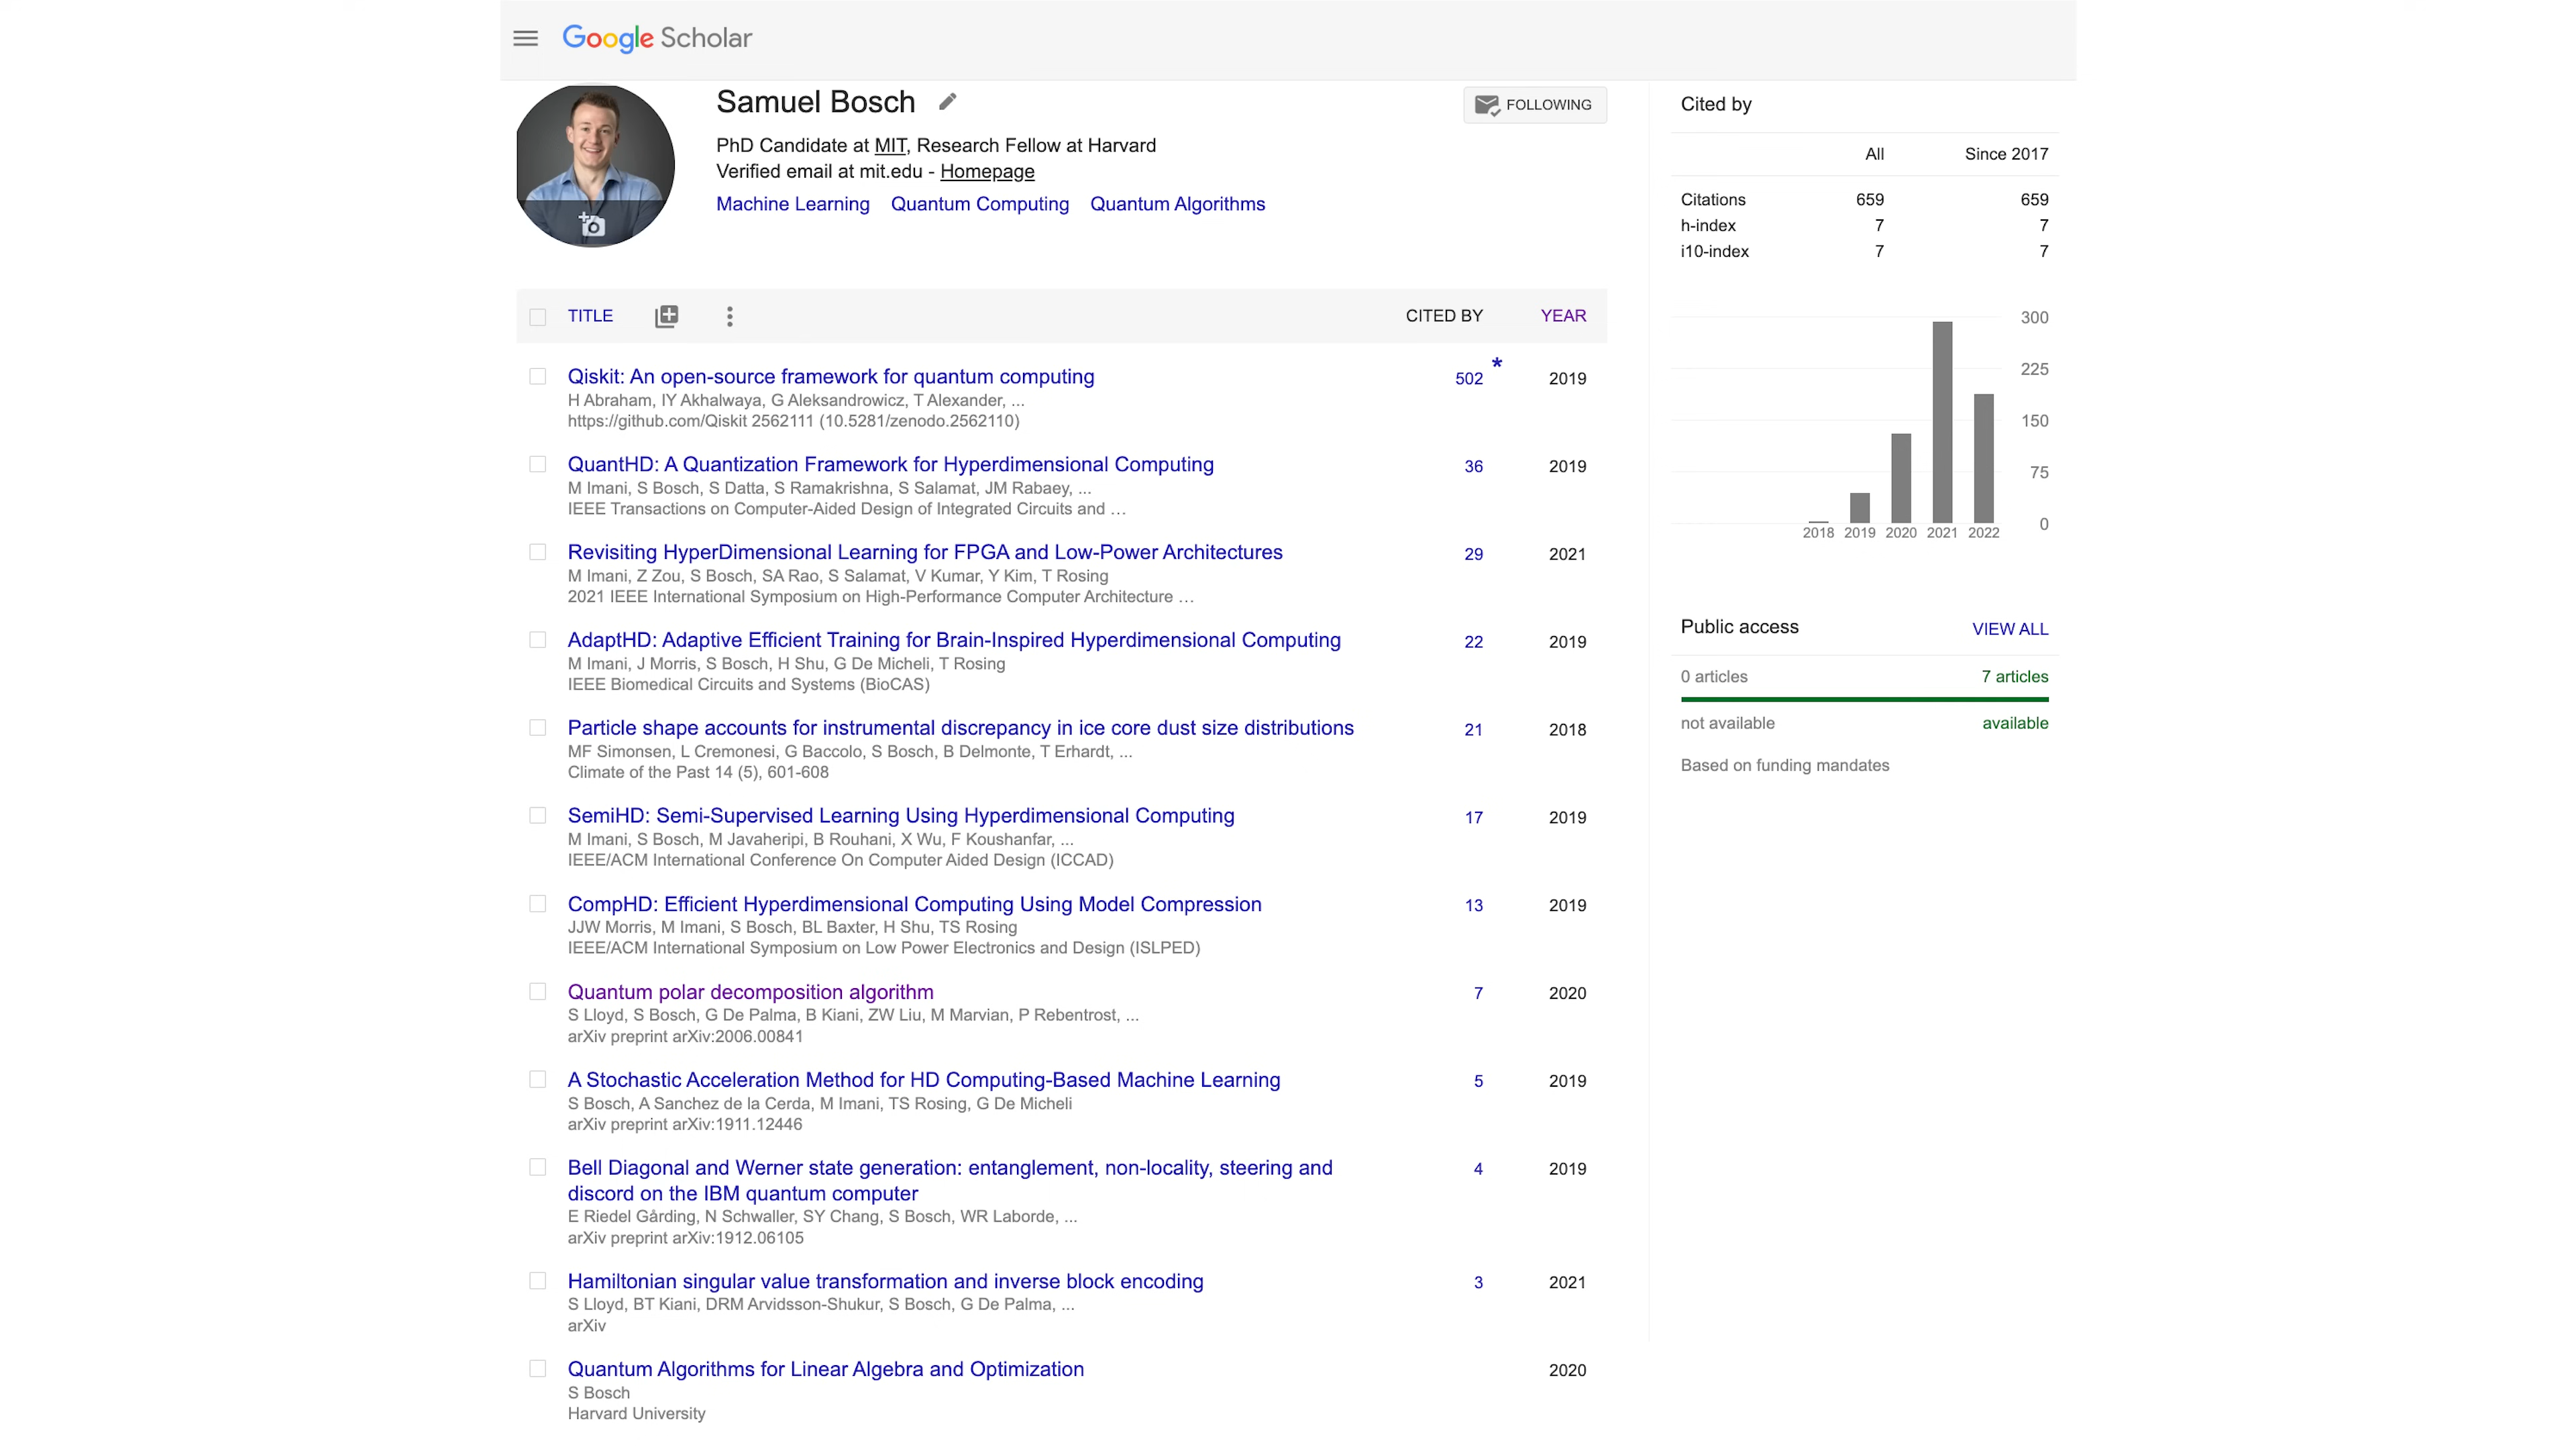 Google Scholar
Samuel Bosch
FOLLOWING
PhD Candidate at MIT, Research Fellow at Harvard
Verified email at mit.edu - Homepage
Machine Learning Quantum Computing Quantum Algorithms
TITLE CITED BY YEAR
Qiskit: An open-source framework for quantum computing 502 * 2019
H Abraham, IY Akhalwaya, G Aleksandrowicz, T Alexander, ...
https://github.com/Qiskit 2562111 (10.5281/zenodo.2562110)
QuantHD: A Quantization Framework for Hyperdimensional Computing 36 2019
M Imani, S Bosch, S Datta, S Ramakrishna, S Salamat, JM Rabaey, ...
IEEE Transactions on Computer-Aided Design of Integrated Circuits and …
Revisiting HyperDimensional Learning for FPGA and Low-Power Architectures 29 2021
M Imani, Z Zou, S Bosch, SA Rao, S Salamat, V Kumar, Y Kim, T Rosing
2021 IEEE International Symposium on High-Performance Computer Architecture …
AdaptHD: Adaptive Efficient Training for Brain-Inspired Hyperdimensional Computing 22 2019
M Imani, J Morris, S Bosch, H Shu, G De Micheli, T Rosing
IEEE Biomedical Circuits and Systems (BioCAS)
Particle shape accounts for instrumental discrepancy in ice core dust size distributions 21 2018
MF Simonsen, L Cremonesi, G Baccolo, S Bosch, B Delmonte, T Erhardt, ...
Climate of the Past 14 (5), 601-608
SemiHD: Semi-Supervised Learning Using Hyperdimensional Computing 17 2019
M Imani, S Bosch, M Javaheripi, B Rouhani, X Wu, F Koushanfar, ...
IEEE/ACM International Conference On Computer Aided Design (ICCAD)
CompHD: Efficient Hyperdimensional Computing Using Model Compression 13 2019
JJW Morris, M Imani, S Bosch, BL Baxter, H Shu, TS Rosing
IEEE/ACM International Symposium on Low Power Electronics and Design (ISLPED)
Quantum polar decomposition algorithm 7 2020
S Lloyd, S Bosch, G De Palma, B Kiani, ZW Liu, M Marvian, P Rebentrost, ...
arXiv preprint arXiv:2006.00841
A Stochastic Acceleration Method for HD Computing-Based Machine Learning 5 2019
S Bosch, A Sanchez de la Cerda, M Imani, TS Rosing, G De Micheli
arXiv preprint arXiv:1911.12446
Bell Diagonal and Werner state generation: entanglement, non-locality, steering and 4 2019
discord on the IBM quantum computer
E Riedel Gårding, N Schwaller, SY Chang, S Bosch, WR Laborde, ...
arXiv preprint arXiv:1912.06105
Hamiltonian singular value transformation and inverse block encoding 3 2021
S Lloyd, BT Kiani, DRM Arvidsson-Shukur, S Bosch, G De Palma, ...
arXiv
Quantum Algorithms for Linear Algebra and Optimization 2020
S Bosch
Harvard University
Cited by
All Since 2017
Citations 659 659
h-index 7 7
i10-index 7 7
300
225
150
75
0
2018 2019 2020 2021 2022
Public access VIEW ALL
0 articles 7 articles
not available available
Based on funding mandates